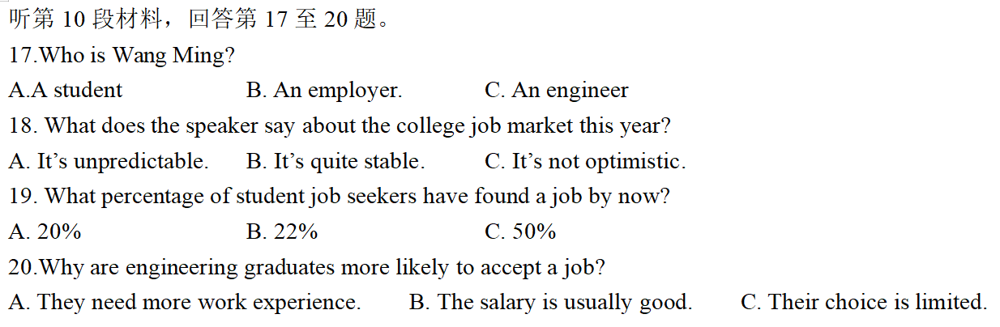 听第 10 段材料，回答第 17 至 20 题。
17.Who is Wang Ming?
A.A student B. An employer. C. An engineer
18. What does the speaker say about the college job market this year?
A. It’s unpredictable. B. It’s quite stable. C. It’s not optimistic.
19. What percentage of student job seekers have found a job by now?
A. 20% B. 22% C. 50%
20.Why are engineering graduates more likely to accept a job?
A. They need more work experience. B. The salary is usually good. C. Their choice is limited.